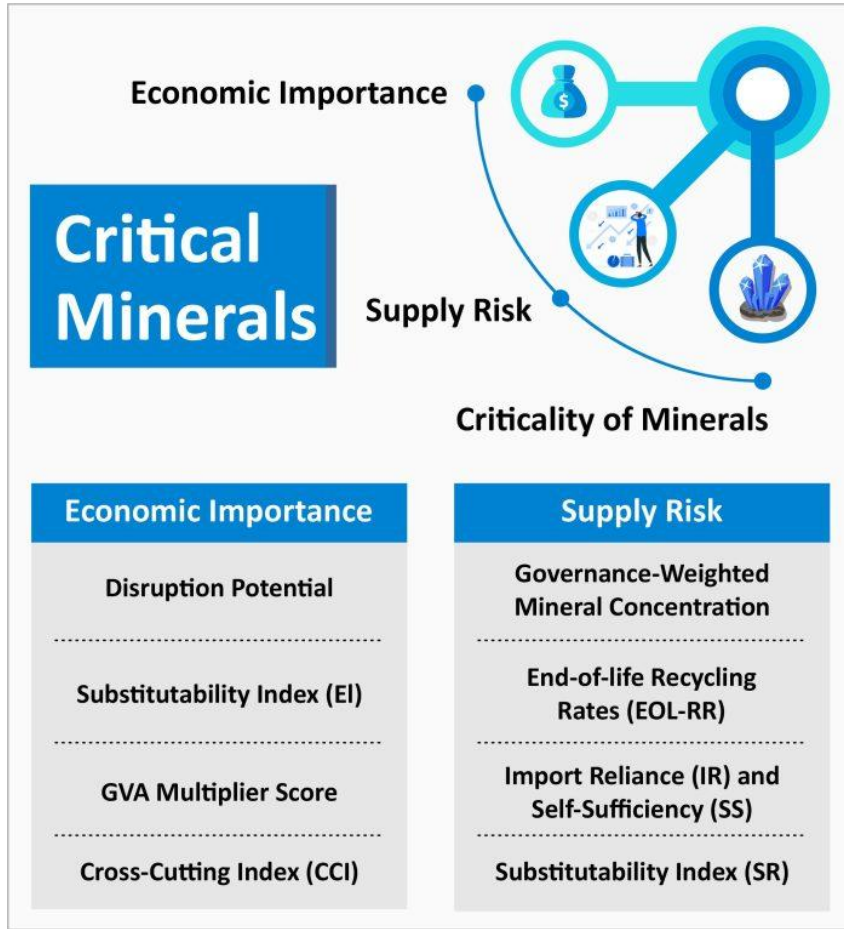 Economic Importance
$
Critical
Minerals
Supply Risk
Criticality of Minerals
Economic Importance
Disruption Potential
Substitutability Index (EI)
GVA Multiplier Score
Cross-Cutting Index (CCI)
Supply Risk
Governance-Weighted
Mineral Concentration
End-of-life Recycling
Rates (EOL-RR)
Import Reliance (IR) and
Self-Sufficiency (SS)
Substitutability Index (SR)